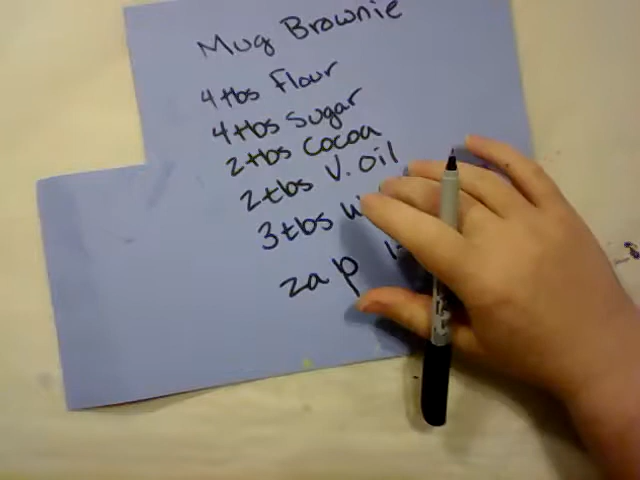 Mug Brownie
4tbs Flour
4tbs Sugar
2tbs Cocoa
2tbs V. Oil
3tbs
zap